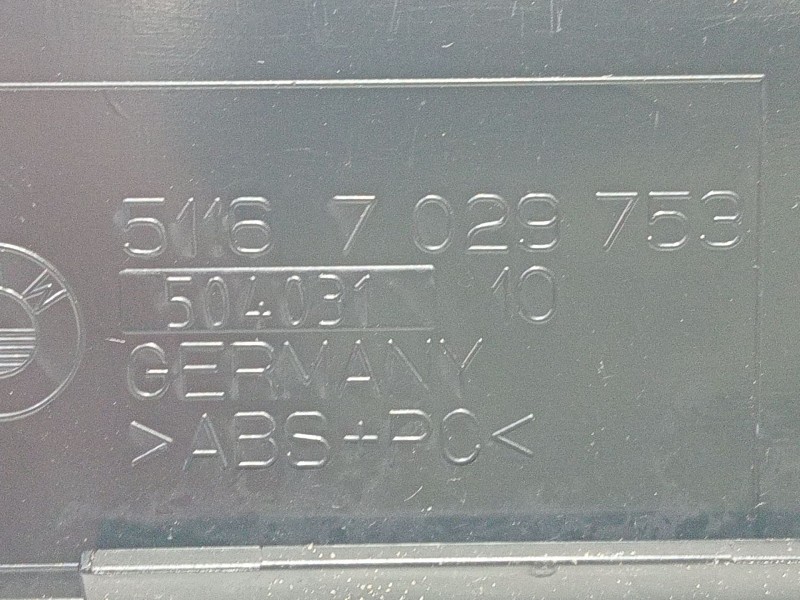 5116 7 029 753
504031 10
GERMANY
>ABS+PC<
W